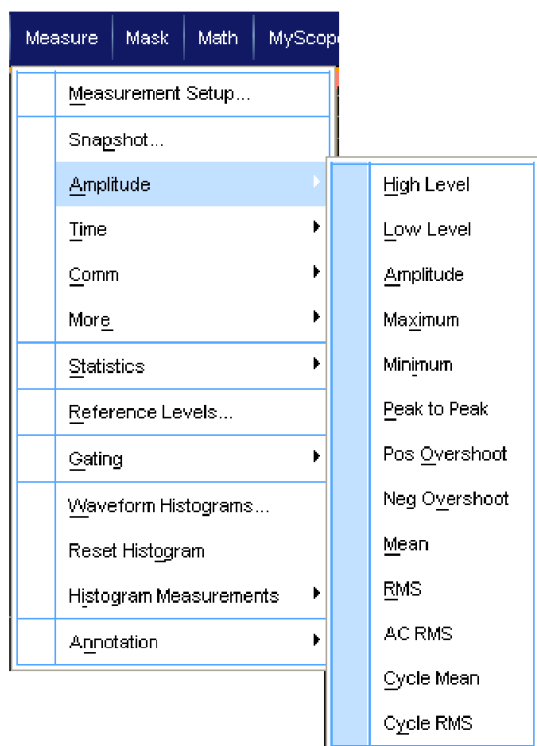 Measure Mask Math MyScop
Measurement Setup...
Snapshot...
Amplitude
Time
Comm
More
Statistics
Reference Levels...
Gating
Waveform Histograms...
Reset Histogram
Histogram Measurements
Annotation
High Level
Low Level
Amplitude
Maximum
Minimum
Peak to Peak
Pos Overshoot
Neg Overshoot
Mean
RMS
AC RMS
Cycle Mean
Cycle RMS